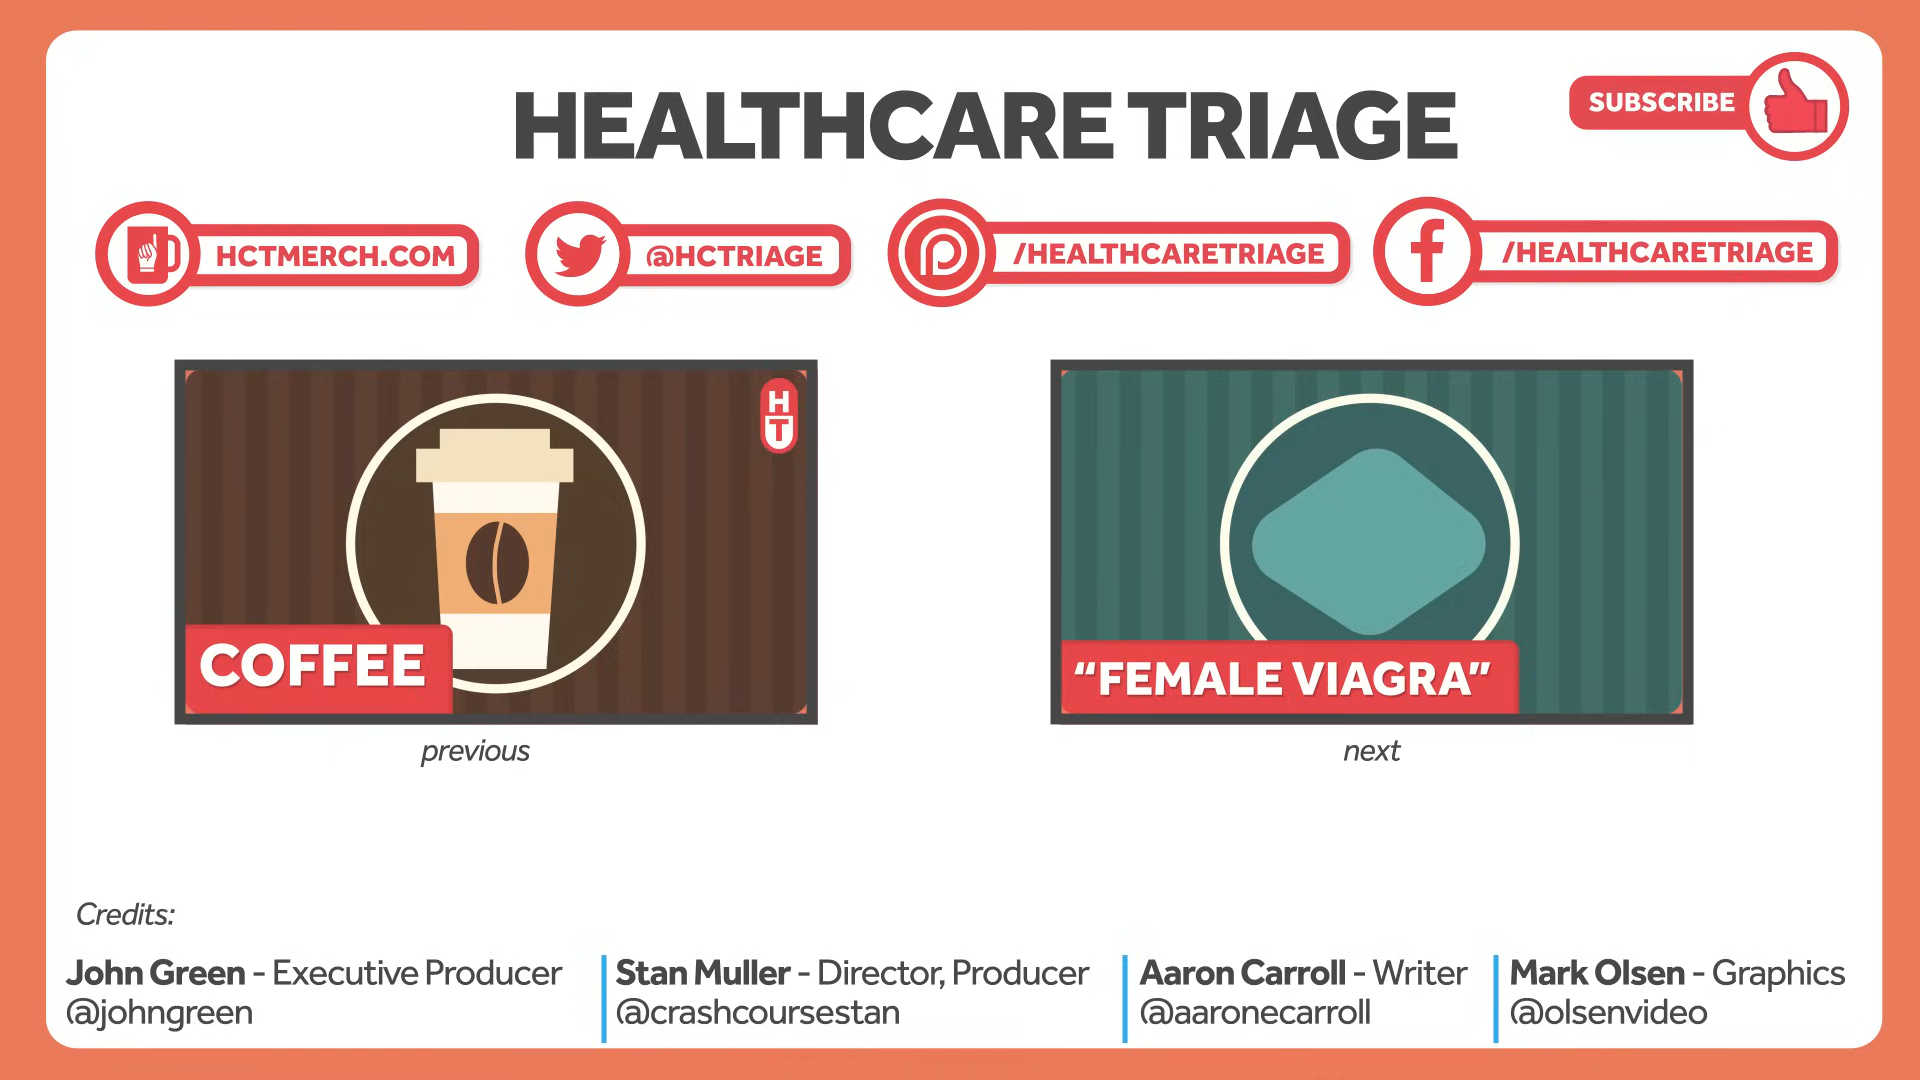 HEALTHCARE TRIAGE
SUBSCRIBE
HCTMERCH.COM
@HCTRIAGE
/HEALTHCARETRIAGE
/HEALTHCARETRIAGE
H
T
COFFEE
“FEMALE VIAGRA”
previous
next
Credits:
John Green - Executive Producer
@johngreen
Stan Muller - Director, Producer
@crashcoursestan
Aaron Carroll - Writer
@aaronecarroll
Mark Olsen - Graphics
@olsenvideo